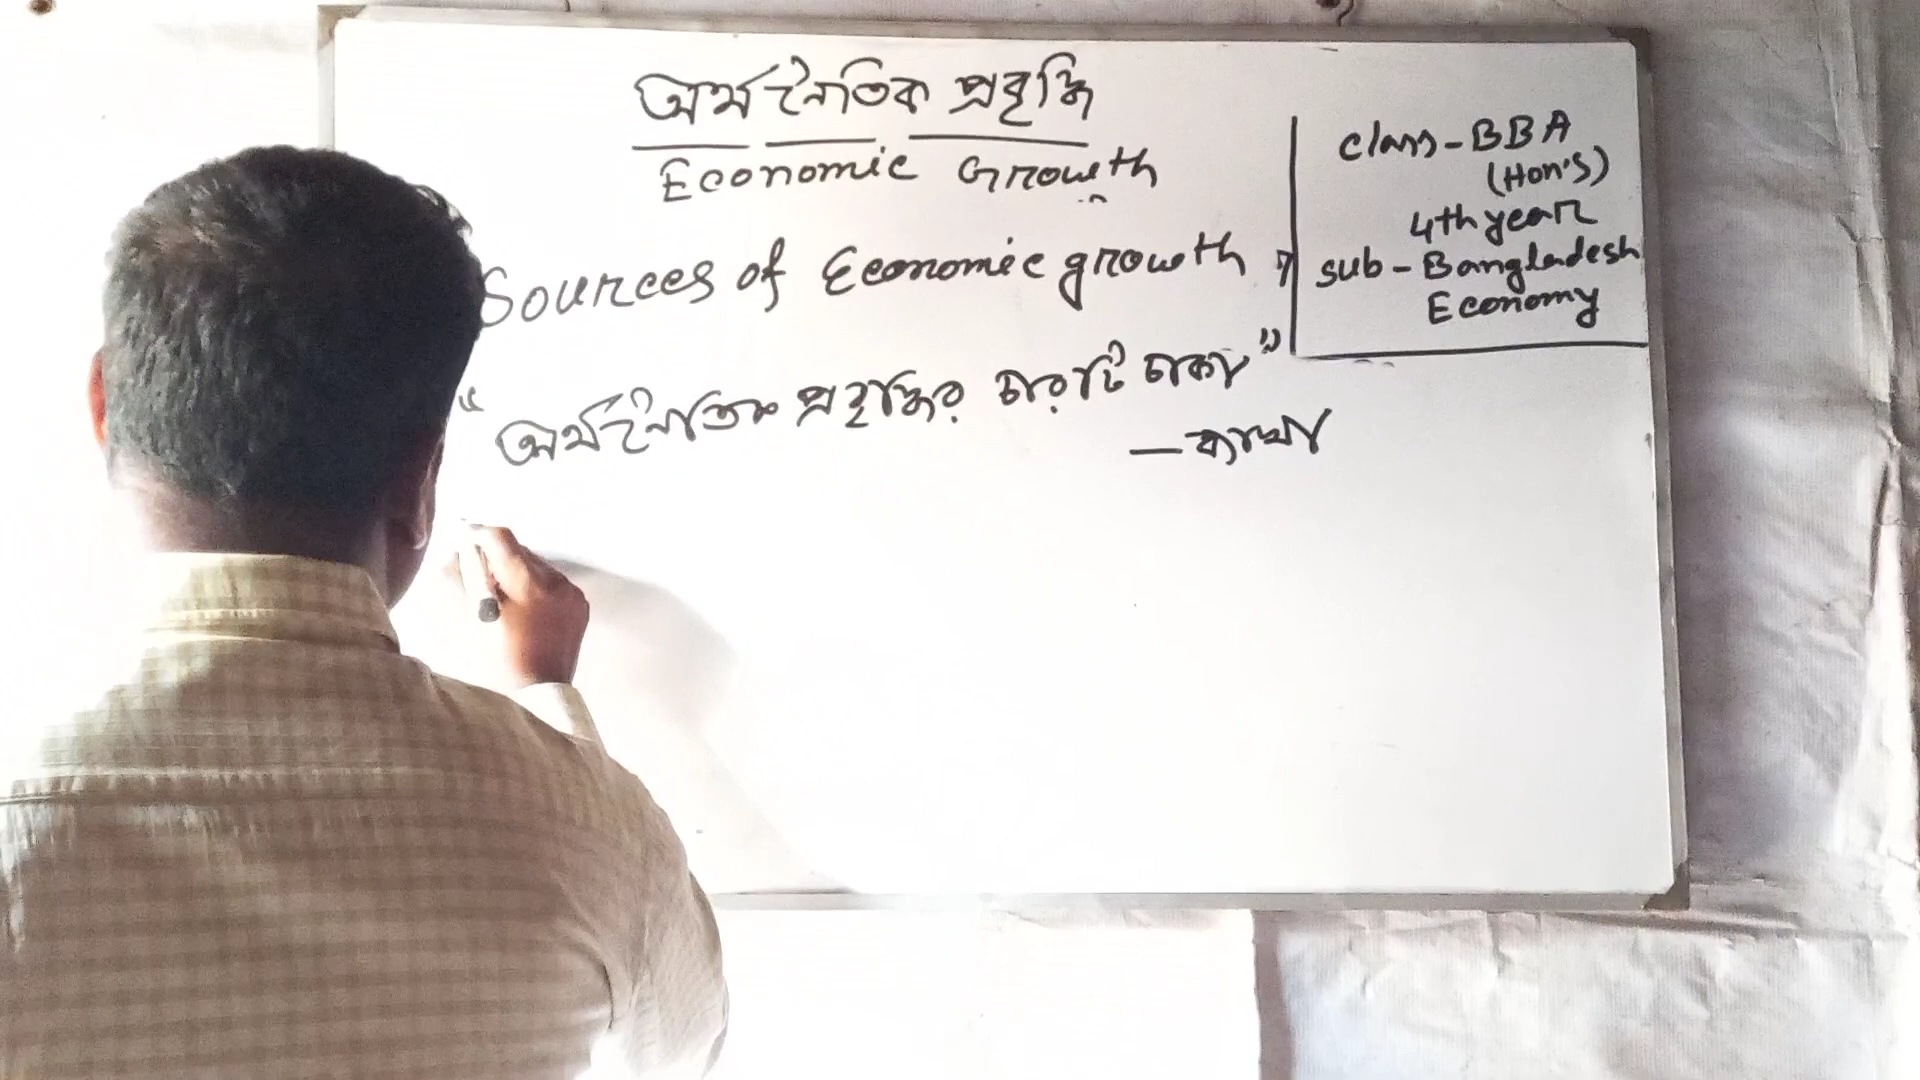 অর্থনৈতিক প্রবৃদ্ধি
Economic Growth
Sources of Economic growth
"অর্থনৈতিক প্রবৃদ্ধির চারটি চাকা"
— ব্যাখ্যা
class - BBA
(Hon's)
4th year
sub - Bangladesh
Economy